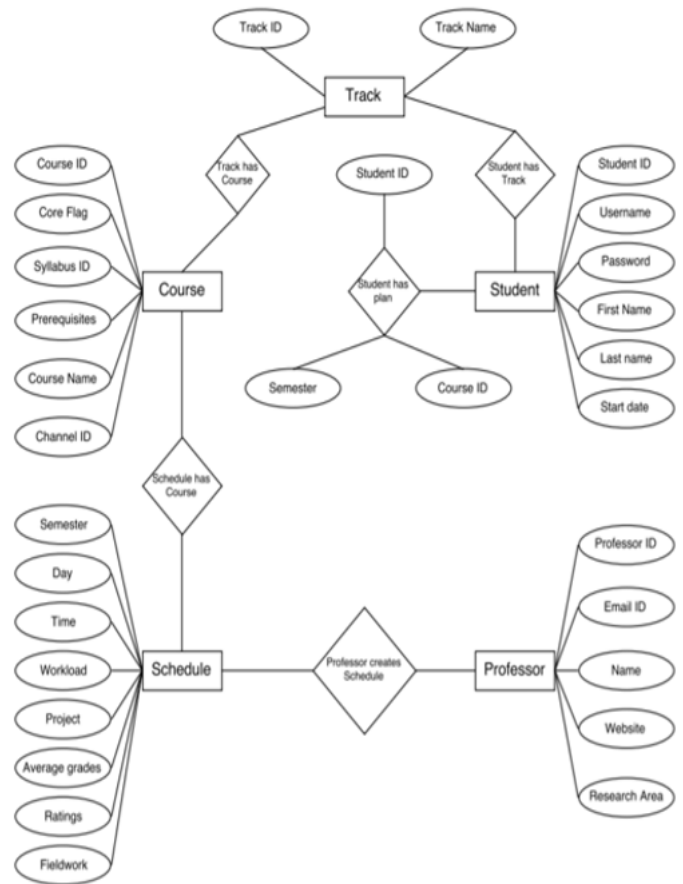 Track ID
Track Name
Track
Track has
Course
Student has
Track
Course ID
Core Flag
Syllabus ID
Prerequisites
Course Name
Channel ID
Course
Student ID
Student has
plan
Semester
Course ID
Student
Student ID
Username
Password
First Name
Last name
Start date
Schedule has
Course
Semester
Day
Time
Workload
Project
Average grades
Ratings
Fieldwork
Schedule
Professor creates
Schedule
Professor
Professor ID
Email ID
Name
Website
Research Area